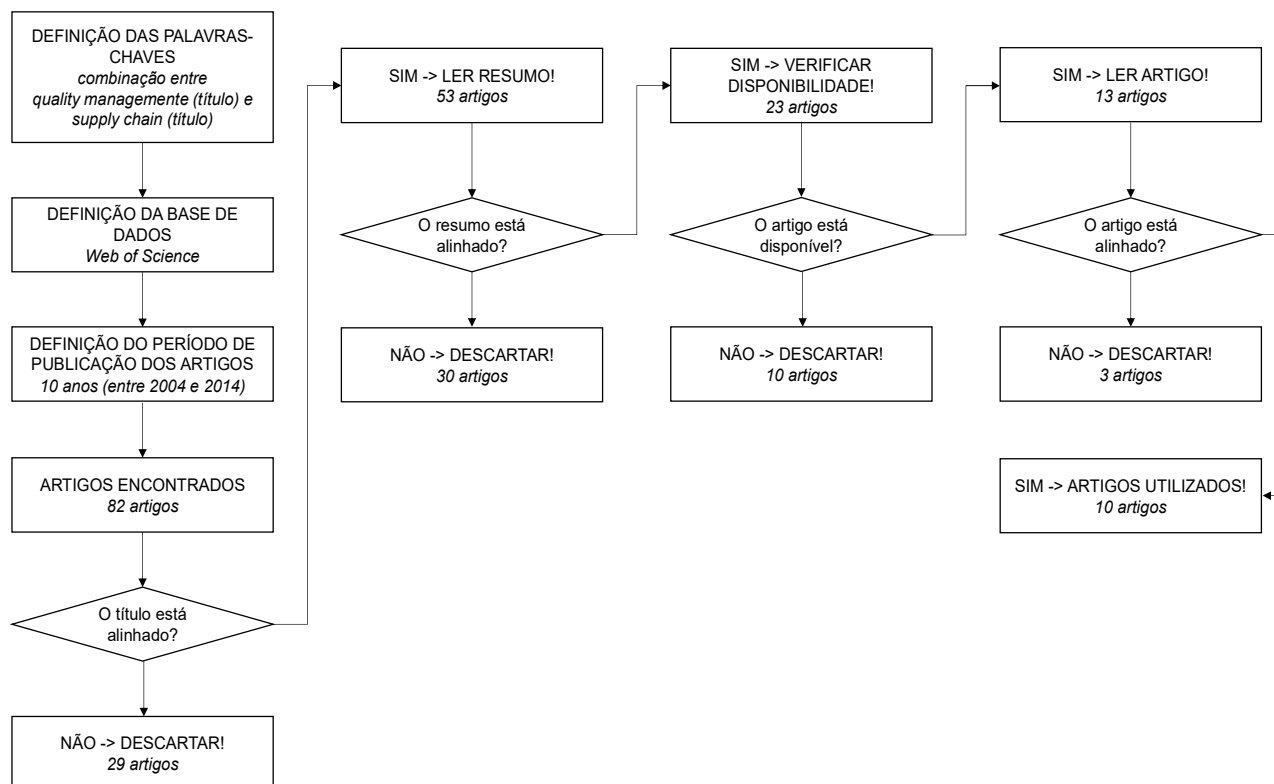 DEFINIÇÃO DAS PALAVRAS-
CHAVES
combinação entre
quality managemente (título) e
supply chain (título)
DEFINIÇÃO DA BASE DE
DADOS
Web of Science
DEFINIÇÃO DO PERÍODO DE
PUBLICAÇÃO DOS ARTIGOS
10 anos (entre 2004 e 2014)
ARTIGOS ENCONTRADOS
82 artigos
O título está
alinhado?
NÃO -> DESCARTAR!
29 artigos
SIM -> LER RESUMO!
53 artigos
O resumo está
alinhado?
NÃO -> DESCARTAR!
30 artigos
SIM -> VERIFICAR
DISPONIBILIDADE!
23 artigos
O artigo está
disponível?
NÃO -> DESCARTAR!
10 artigos
SIM -> LER ARTIGO!
13 artigos
O artigo está
alinhado?
NÃO -> DESCARTAR!
3 artigos
SIM -> ARTIGOS UTILIZADOS!
10 artigos